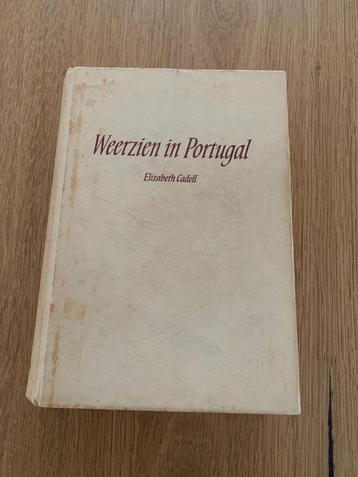 Weerzien in Portugal
Elizabeth Cadell